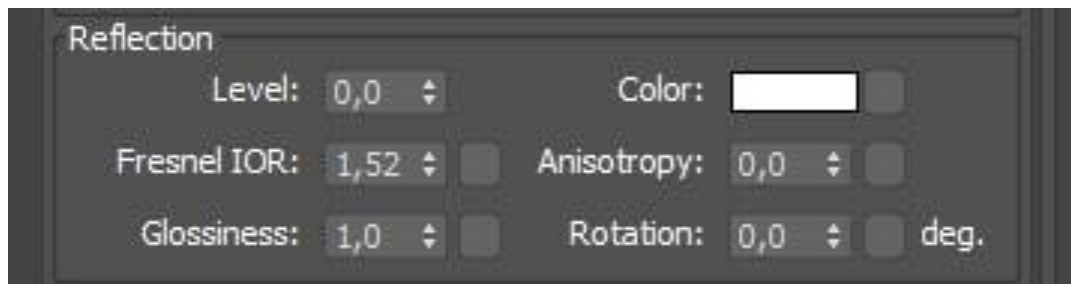 Reflection
Level: 0,0 Color:
Fresnel IOR: 1,52 Anisotropy: 0,0
Glossiness: 1,0 Rotation: 0,0 deg.